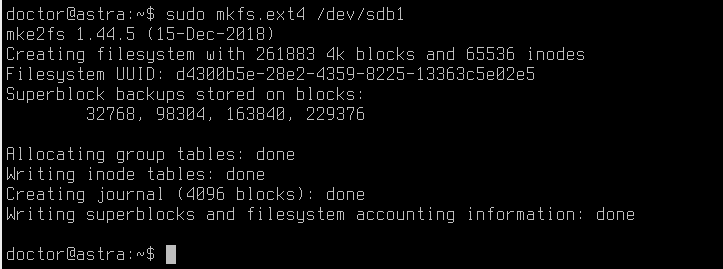 doctor@astra:~$ sudo mkfs.ext4 /dev/sdb1
mke2fs 1.44.5 (15-Dec-2018)
Creating filesystem with 261883 4k blocks and 65536 inodes
Filesystem UUID: d4300b5e-28e2-4359-8225-13363c5e02e5
Superblock backups stored on blocks:
        32768, 98304, 163840, 229376

Allocating group tables: done
Writing inode tables: done
Creating journal (4096 blocks): done
Writing superblocks and filesystem accounting information: done

doctor@astra:~$